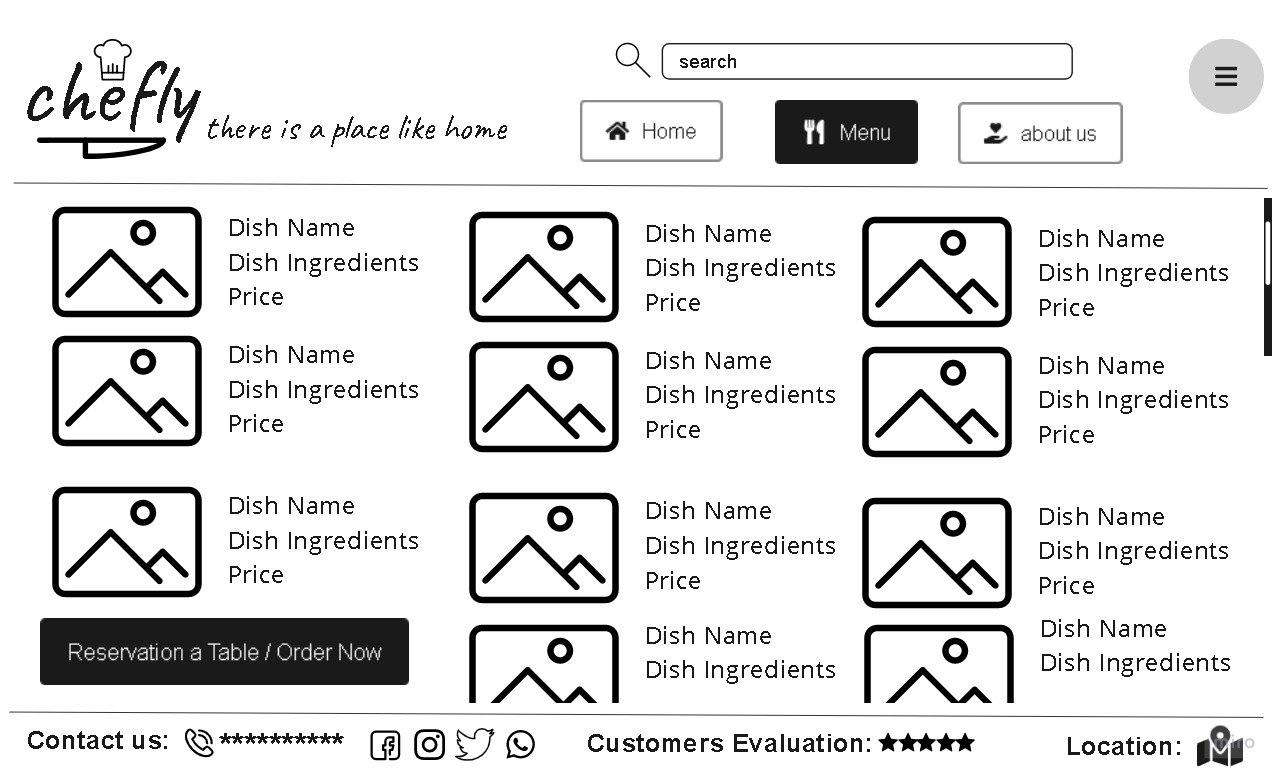 chefly there is a place like home
search
Home
Menu
about us
Dish Name
Dish Ingredients
Price
Dish Name
Dish Ingredients
Price
Dish Name
Dish Ingredients
Price
Dish Name
Dish Ingredients
Price
Dish Name
Dish Ingredients
Price
Dish Name
Dish Ingredients
Price
Dish Name
Dish Ingredients
Price
Dish Name
Dish Ingredients
Price
Dish Name
Dish Ingredients
Price
Reservation a Table / Order Now
Dish Name
Dish Ingredients
Dish Name
Dish Ingredients
Contact us: **********
Customers Evaluation: ★★★★★
Location: